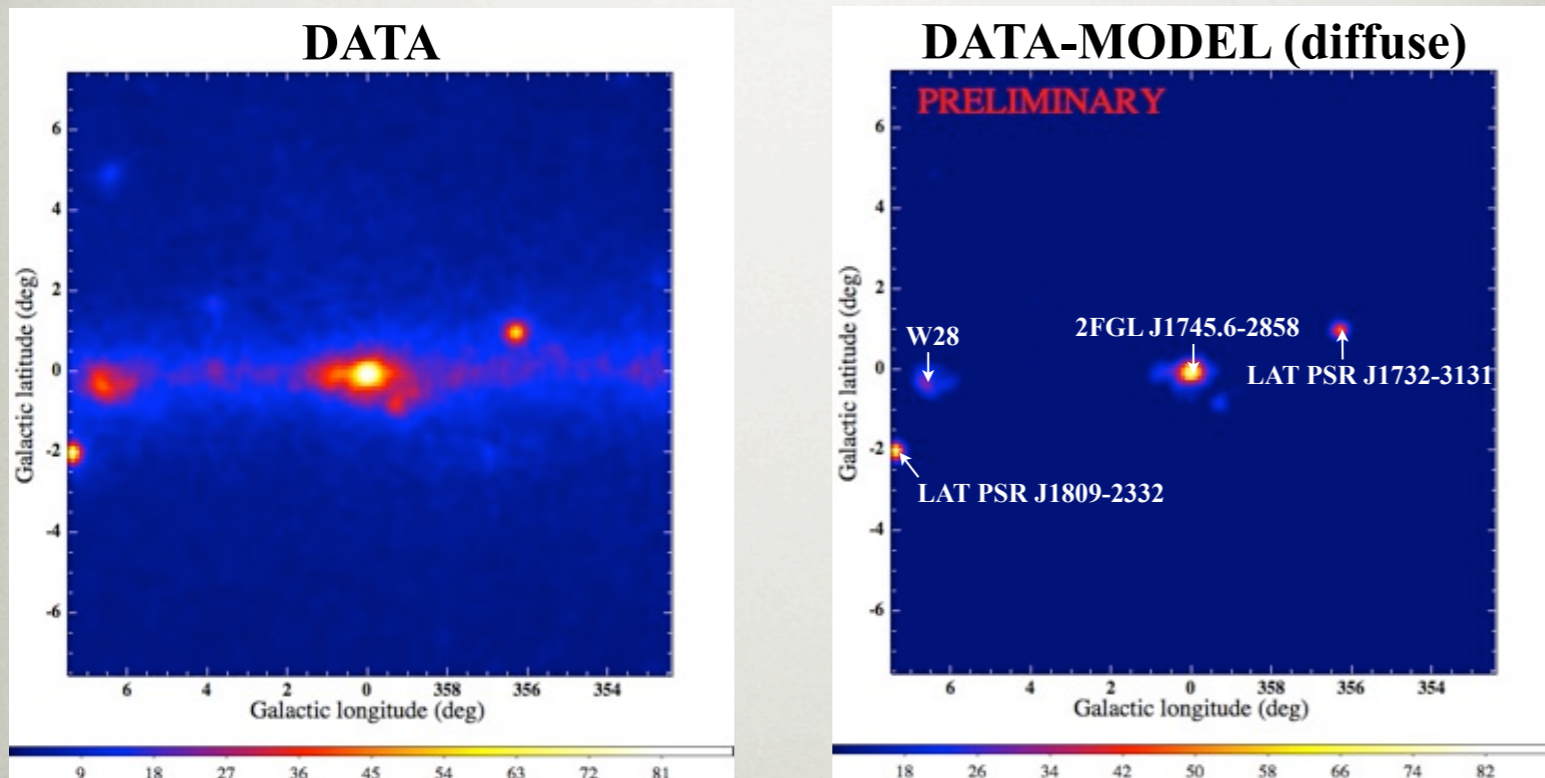 DATA
6
4
2
0
-2
-4
-6
Galactic latitude (deg)
6 4 2 0 358 356 354
Galactic longitude (deg)
9 18 27 36 45 54 63 72 81
DATA-MODEL (diffuse)
PRELIMINARY
6
4
2
0
-2
-4
-6
Galactic latitude (deg)
W28
2FGL J1745.6-2858
LAT PSR J1732-3131
LAT PSR J1809-2332
6 4 2 0 358 356 354
Galactic longitude (deg)
18 26 34 42 50 58 66 74 82